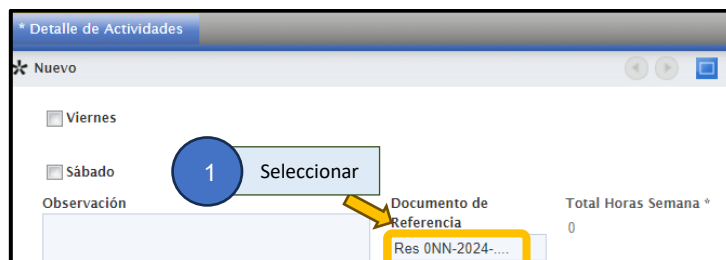 * Detalle de Actividades
Nuevo
Viernes
Sábado
1
Seleccionar
Observación
Documento de
Referencia
Total Horas Semana *
0
Res 0NN-2024-....